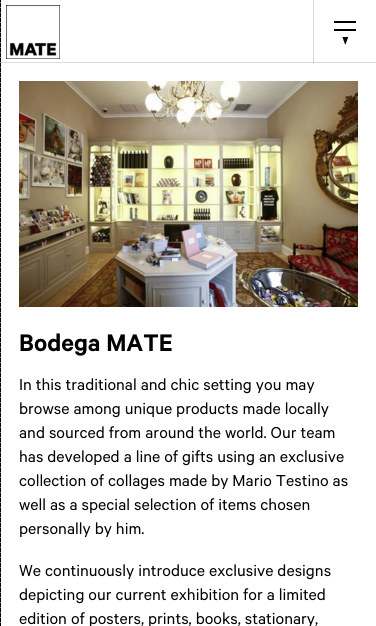 MATE
Bodega MATE
In this traditional and chic setting you may
browse among unique products made locally
and sourced from around the world. Our team
has developed a line of gifts using an exclusive
collection of collages made by Mario Testino as
well as a special selection of items chosen
personally by him.
We continuously introduce exclusive designs
depicting our current exhibition for a limited
edition of posters, prints, books, stationary,